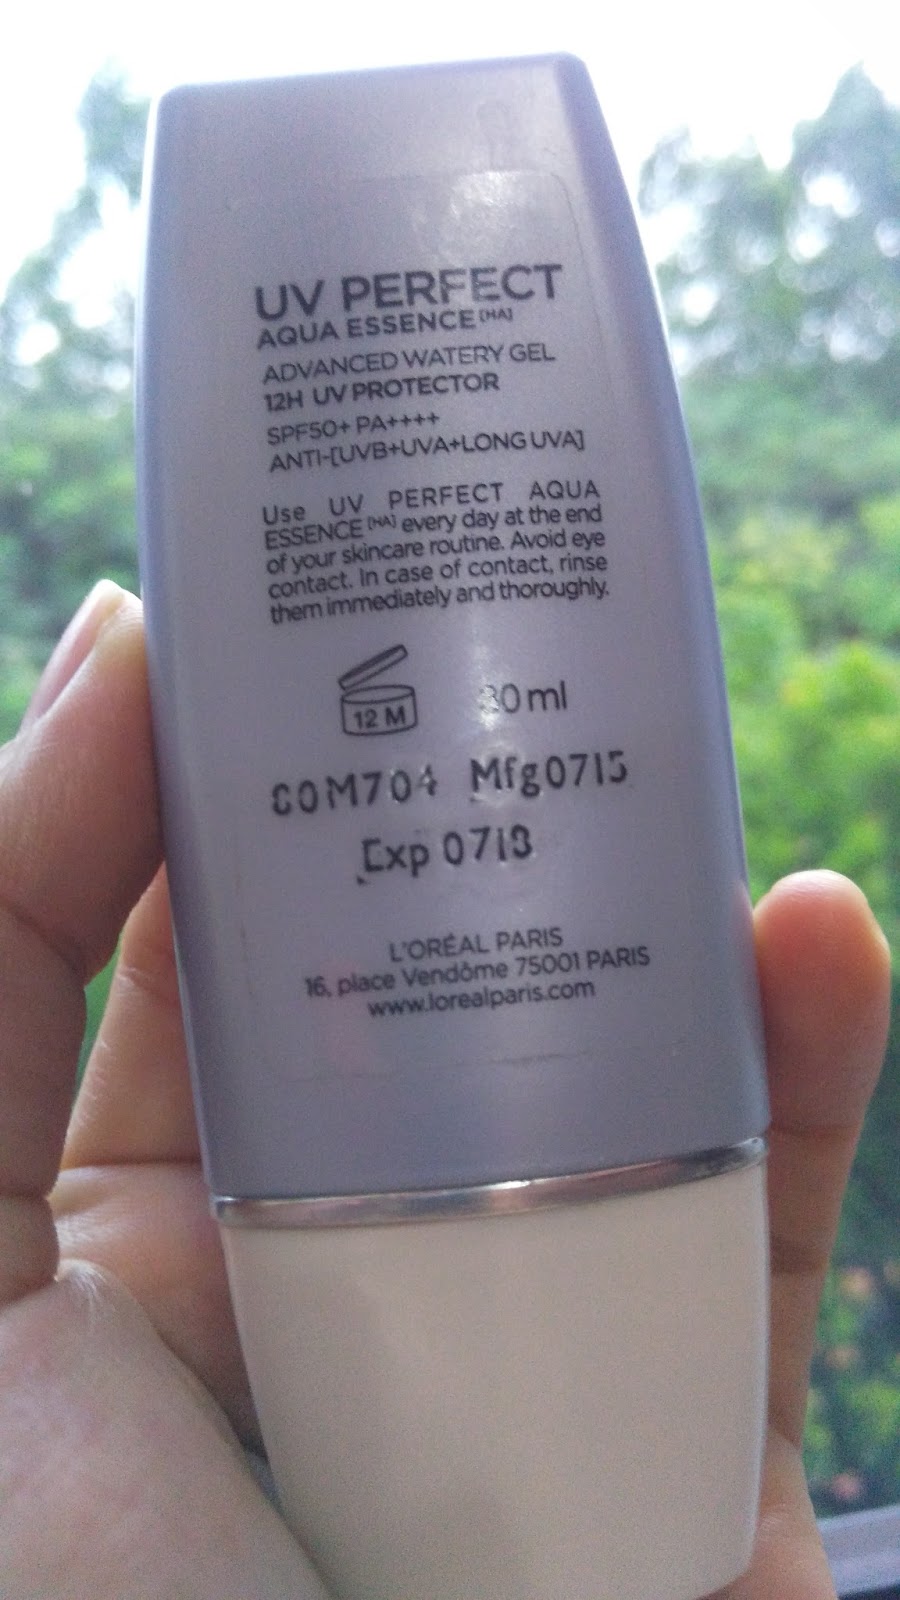 UV PERFECT
AQUA ESSENCE [HA]
ADVANCED WATERY GEL
12H UV PROTECTOR
SPF50+ PA++++
ANTI-[UVB+UVA+LONG UVA]
Use UV PERFECT AQUA
ESSENCE [HA] every day at the end
of your skincare routine. Avoid eye
contact. In case of contact, rinse
them immediately and thoroughly.
12 M
30ml
Mfg0715
Exp 0718
L'ORÉAL PARIS
16, place Vendôme 75001 PARIS
www.lorealparis.com